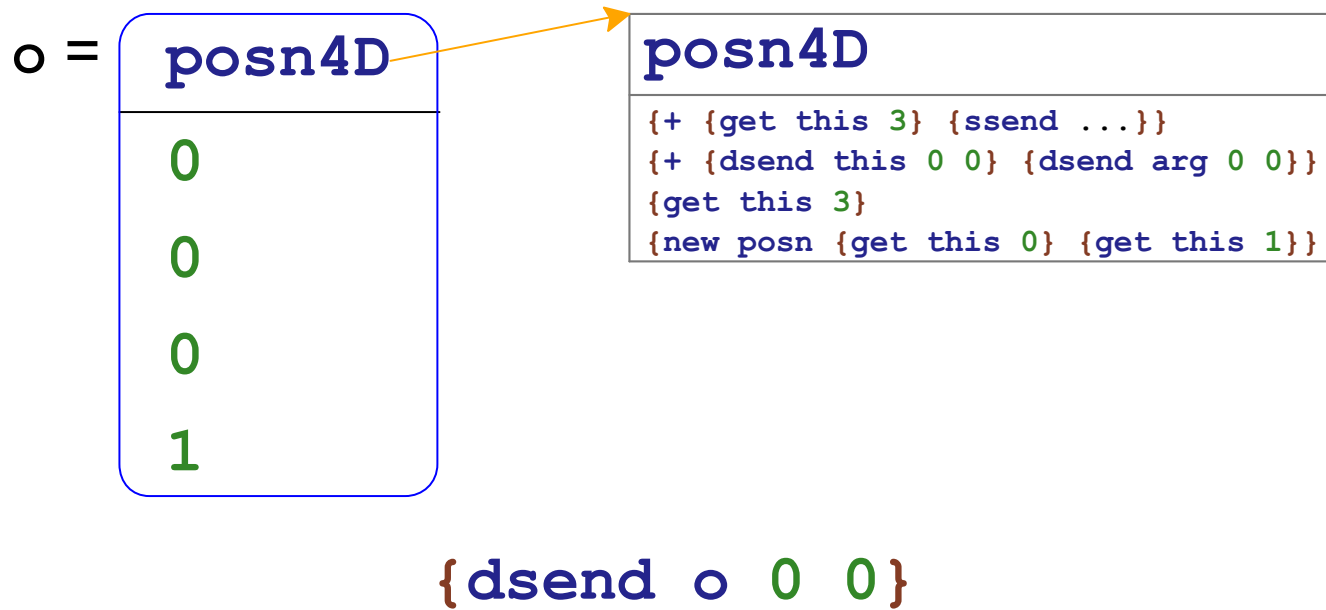 o = posn4D
0
0
0
1
posn4D
{+ {get this 3} {ssend ...}}
{+ {dsend this 0 0} {dsend arg 0 0}}
{get this 3}
{new posn {get this 0} {get this 1}}
{dsend o 0 0}